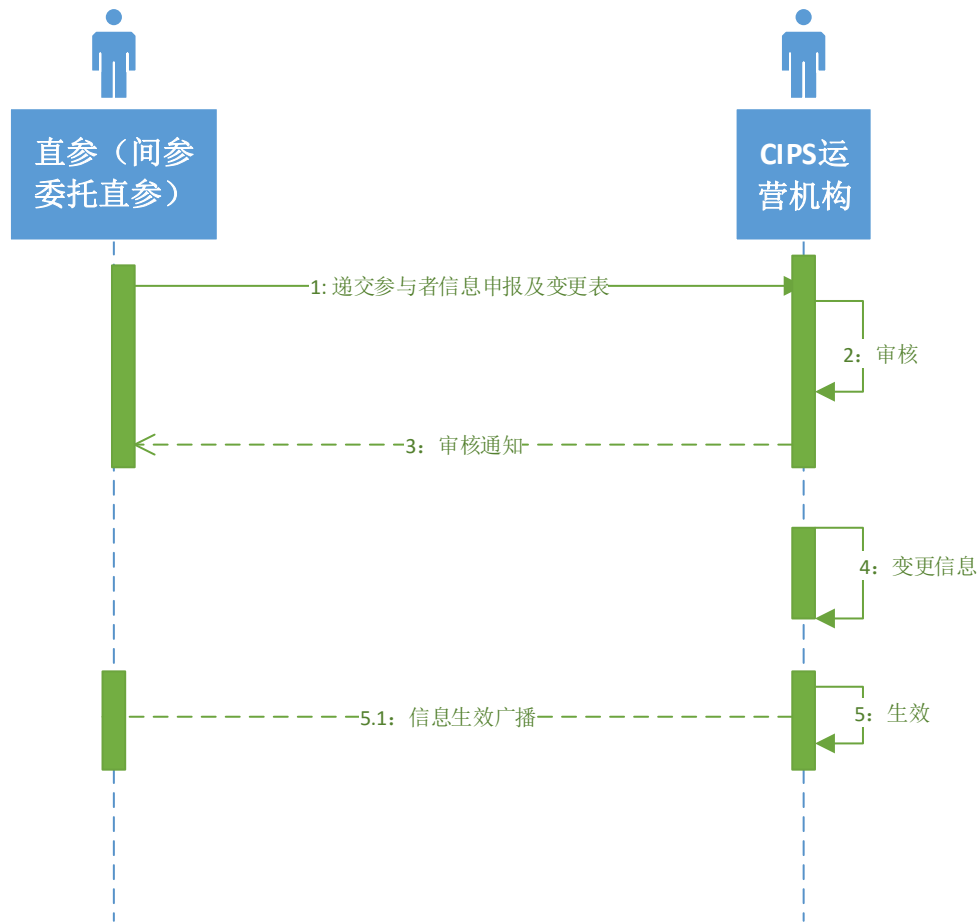 直参（间参
委托直参）
CIPS运
营机构
1: 递交参与者信息申报及变更表
2：审核
3：审核通知
4：变更信息
5.1：信息生效广播
5：生效